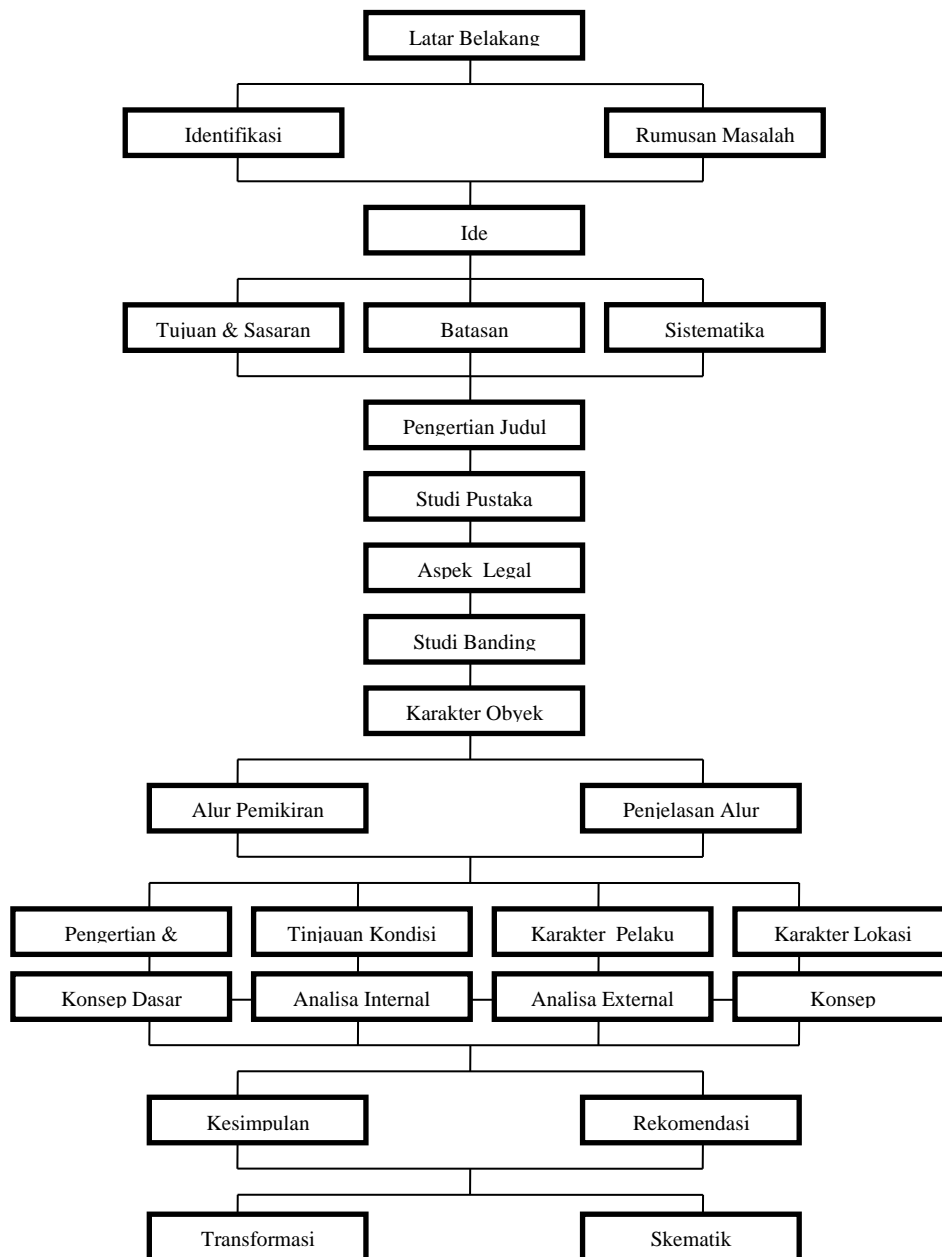 Latar Belakang
Identifikasi
Rumusan Masalah
Ide
Tujuan & Sasaran
Batasan
Sistematika
Pengertian Judul
Studi Pustaka
Aspek Legal
Studi Banding
Karakter Obyek
Alur Pemikiran
Penjelasan Alur
Pengertian &
Tinjauan Kondisi
Karakter Pelaku
Karakter Lokasi
Konsep Dasar
Analisa Internal
Analisa External
Konsep
Kesimpulan
Rekomendasi
Transformasi
Skematik